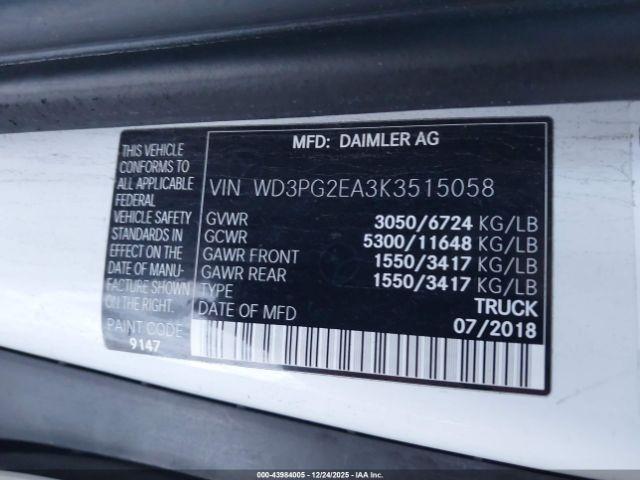 MFD: DAIMLER AG
THIS VEHICLE
CONFORMS TO
ALL APPLICABLE
FEDERAL
VEHICLE SAFETY
STANDARDS IN
EFFECT ON THE
DATE OF MANU-
FACTURE SHOWN
ON THE RIGHT.
PAINT CODE
9147
VIN WD3PG2EA3K3515058
GVWR 3050/6724 KG/LB
GCWR 5300/11648 KG/LB
GAWR FRONT 1550/3417 KG/LB
GAWR REAR 1550/3417 KG/LB
TYPE TRUCK
DATE OF MFD 07/2018
000-43984005 - 12/24/2025 - IAA Inc.